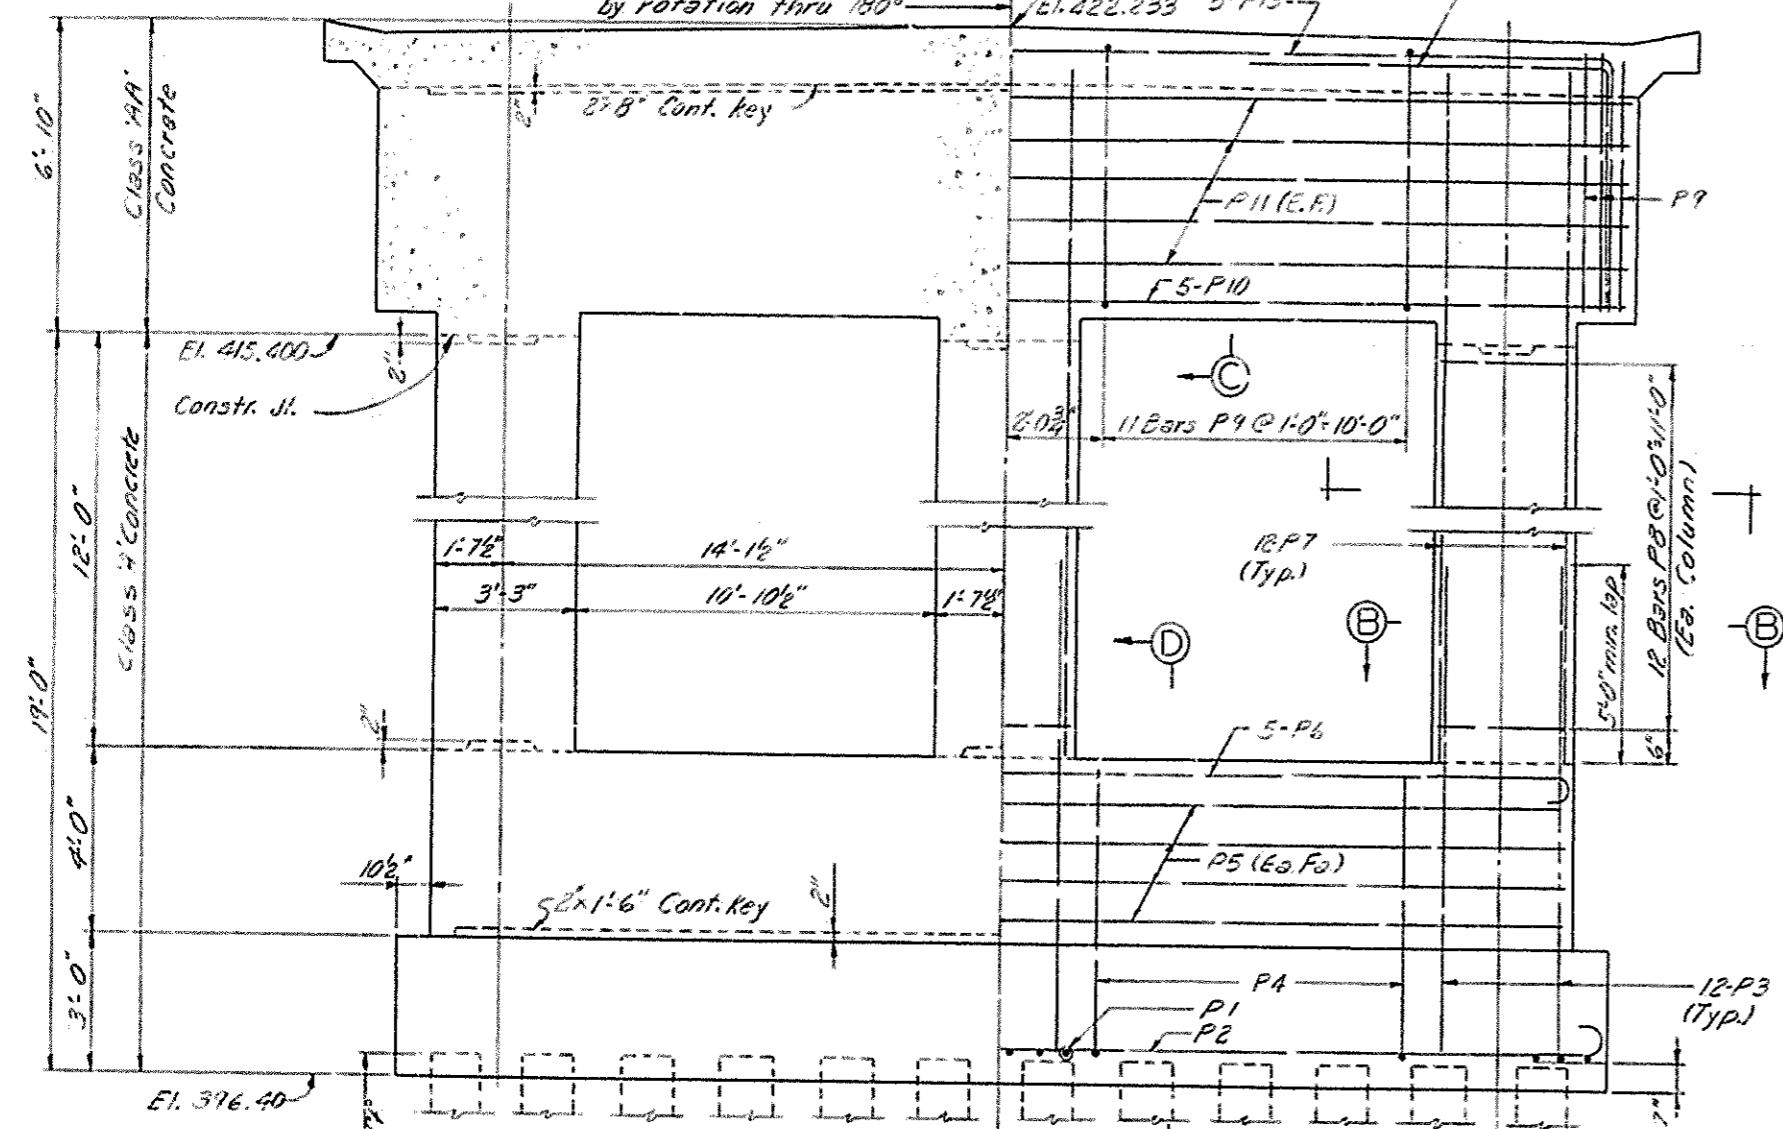 by rotation thru 180°
El. 422.233
6'-10"
Class 'AA'
Concrete
2"
2"x8" Cont. key
P11 (E.F.)
P9
5-P10
El. 415.400
2"
Constr. Jt.
C
2'-0¾"
11 Bars P9 @ 1'-0"=10'-0"
12 Bars P8 @ 1'-0"=11'-0"
(Ea. Column)
Class 'A' Concrete
12'-0"
19'-0"
1'-7½"
14'-1½"
3'-3"
10'-10½"
1'-7½"
12-P7
(Typ.)
5'-0" min. lap
6"
D
B
B
2"
5-P6
4'-0"
10½"
2"x1'-6" Cont. key
2"
P5 (Ea. Fa.)
3'-0"
P4
P1
P2
12-P3
(Typ.)
El. 396.40